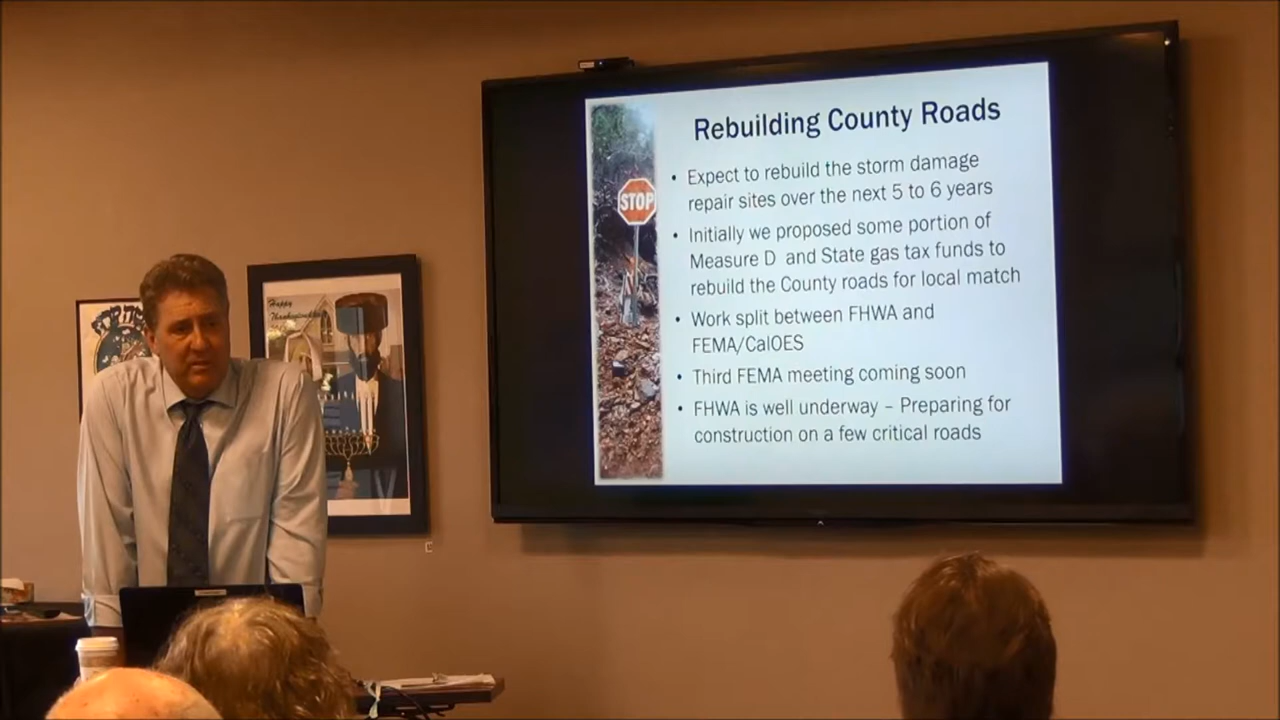 Rebuilding County Roads
• Expect to rebuild the storm damage
repair sites over the next 5 to 6 years
• Initially we proposed some portion of
Measure D and State gas tax funds to
rebuild the County roads for local match
• Work split between FHWA and
FEMA/CalOES
• Third FEMA meeting coming soon
• FHWA is well underway – Preparing for
construction on a few critical roads
STOP
Happy